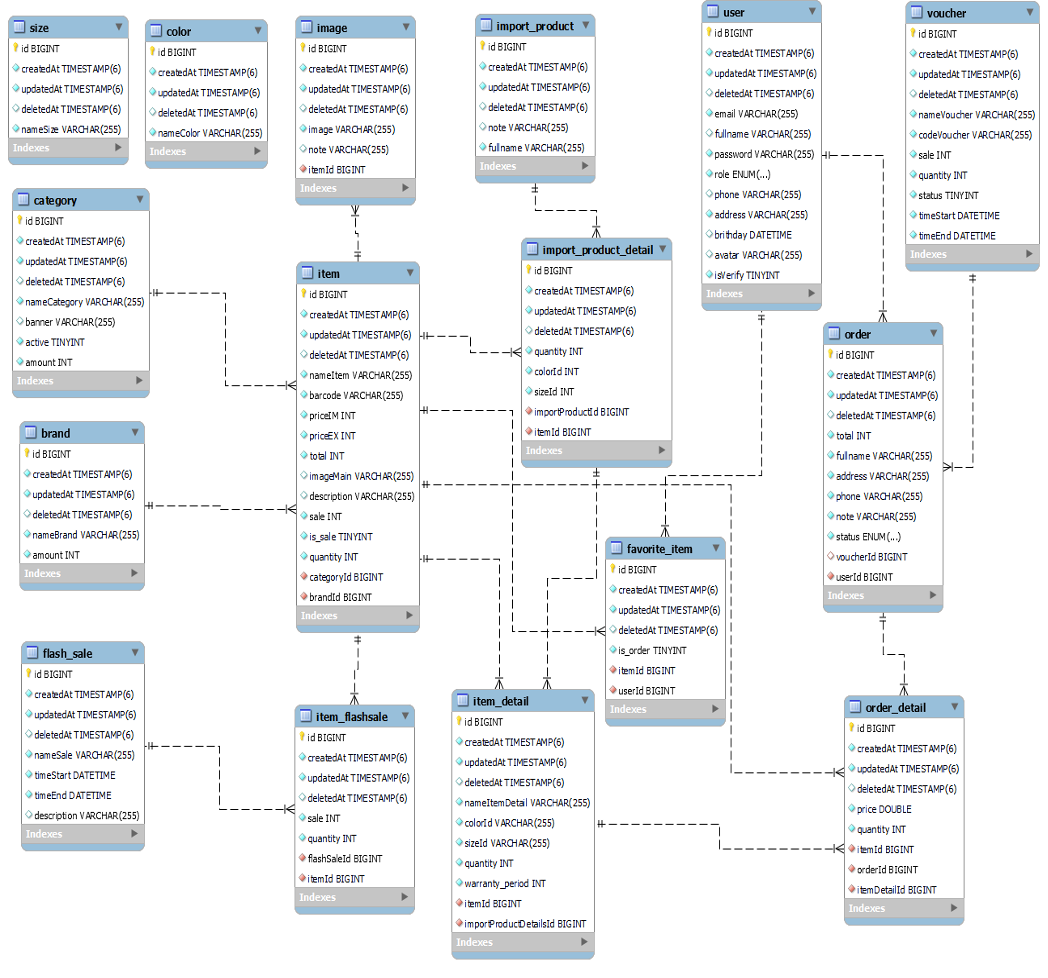 size
id BIGINT
createdAt TIMESTAMP(6)
updatedAt TIMESTAMP(6)
deletedAt TIMESTAMP(6)
nameSize VARCHAR(255)
Indexes
color
id BIGINT
createdAt TIMESTAMP(6)
updatedAt TIMESTAMP(6)
deletedAt TIMESTAMP(6)
nameColor VARCHAR(255)
Indexes
image
id BIGINT
createdAt TIMESTAMP(6)
updatedAt TIMESTAMP(6)
deletedAt TIMESTAMP(6)
image VARCHAR(255)
note VARCHAR(255)
itemId BIGINT
Indexes
import_product
id BIGINT
createdAt TIMESTAMP(6)
updatedAt TIMESTAMP(6)
deletedAt TIMESTAMP(6)
note VARCHAR(255)
fullname VARCHAR(255)
Indexes
user
id BIGINT
createdAt TIMESTAMP(6)
updatedAt TIMESTAMP(6)
deletedAt TIMESTAMP(6)
email VARCHAR(255)
fullname VARCHAR(255)
password VARCHAR(255)
role ENUM(...)
phone VARCHAR(255)
address VARCHAR(255)
birthday DATETIME
avatar VARCHAR(255)
isVerify TINYINT
Indexes
voucher
id BIGINT
createdAt TIMESTAMP(6)
updatedAt TIMESTAMP(6)
deletedAt TIMESTAMP(6)
nameVoucher VARCHAR(255)
codeVoucher VARCHAR(255)
sale INT
quantity INT
status TINYINT
timeStart DATETIME
timeEnd DATETIME
Indexes
category
id BIGINT
createdAt TIMESTAMP(6)
updatedAt TIMESTAMP(6)
deletedAt TIMESTAMP(6)
nameCategory VARCHAR(255)
banner VARCHAR(255)
active TINYINT
amount INT
Indexes
item
id BIGINT
createdAt TIMESTAMP(6)
updatedAt TIMESTAMP(6)
deletedAt TIMESTAMP(6)
nameItem VARCHAR(255)
barcode VARCHAR(255)
priceIM INT
priceEX INT
total INT
imageMain VARCHAR(255)
description VARCHAR(255)
sale INT
is_sale TINYINT
quantity INT
categoryId BIGINT
brandId BIGINT
Indexes
import_product_detail
id BIGINT
createdAt TIMESTAMP(6)
updatedAt TIMESTAMP(6)
deletedAt TIMESTAMP(6)
quantity INT
colorId INT
sizeId INT
importProductId BIGINT
itemId BIGINT
Indexes
order
id BIGINT
createdAt TIMESTAMP(6)
updatedAt TIMESTAMP(6)
deletedAt TIMESTAMP(6)
total INT
fullname VARCHAR(255)
address VARCHAR(255)
phone VARCHAR(255)
note VARCHAR(255)
status ENUM(...)
voucherId BIGINT
userId BIGINT
Indexes
brand
id BIGINT
createdAt TIMESTAMP(6)
updatedAt TIMESTAMP(6)
deletedAt TIMESTAMP(6)
nameBrand VARCHAR(255)
amount INT
Indexes
favorite_item
id BIGINT
createdAt TIMESTAMP(6)
updatedAt TIMESTAMP(6)
deletedAt TIMESTAMP(6)
is_order TINYINT
itemId BIGINT
userId BIGINT
Indexes
flash_sale
id BIGINT
createdAt TIMESTAMP(6)
updatedAt TIMESTAMP(6)
deletedAt TIMESTAMP(6)
nameSale VARCHAR(255)
timeStart DATETIME
timeEnd DATETIME
description VARCHAR(255)
Indexes
item_flashsale
id BIGINT
createdAt TIMESTAMP(6)
updatedAt TIMESTAMP(6)
deletedAt TIMESTAMP(6)
sale INT
quantity INT
flashSaleId BIGINT
itemId BIGINT
Indexes
item_detail
id BIGINT
createdAt TIMESTAMP(6)
updatedAt TIMESTAMP(6)
deletedAt TIMESTAMP(6)
nameItemDetail VARCHAR(255)
colorId VARCHAR(255)
sizeId VARCHAR(255)
quantity INT
warranty_period INT
itemId BIGINT
importProductDetailsId BIGINT
Indexes
order_detail
id BIGINT
createdAt TIMESTAMP(6)
updatedAt TIMESTAMP(6)
deletedAt TIMESTAMP(6)
price DOUBLE
quantity INT
itemId BIGINT
orderId BIGINT
itemDetailId BIGINT
Indexes